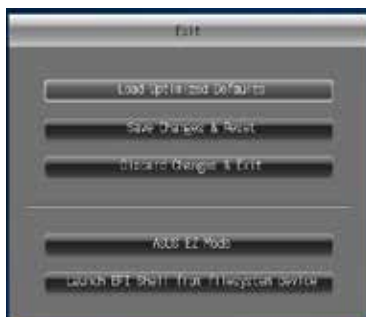 Exit
Load Optimized Defaults
Save Changes & Reset
Discard Changes & Exit
ASUS EZ Mode
Launch EFI Shell from filesystem device